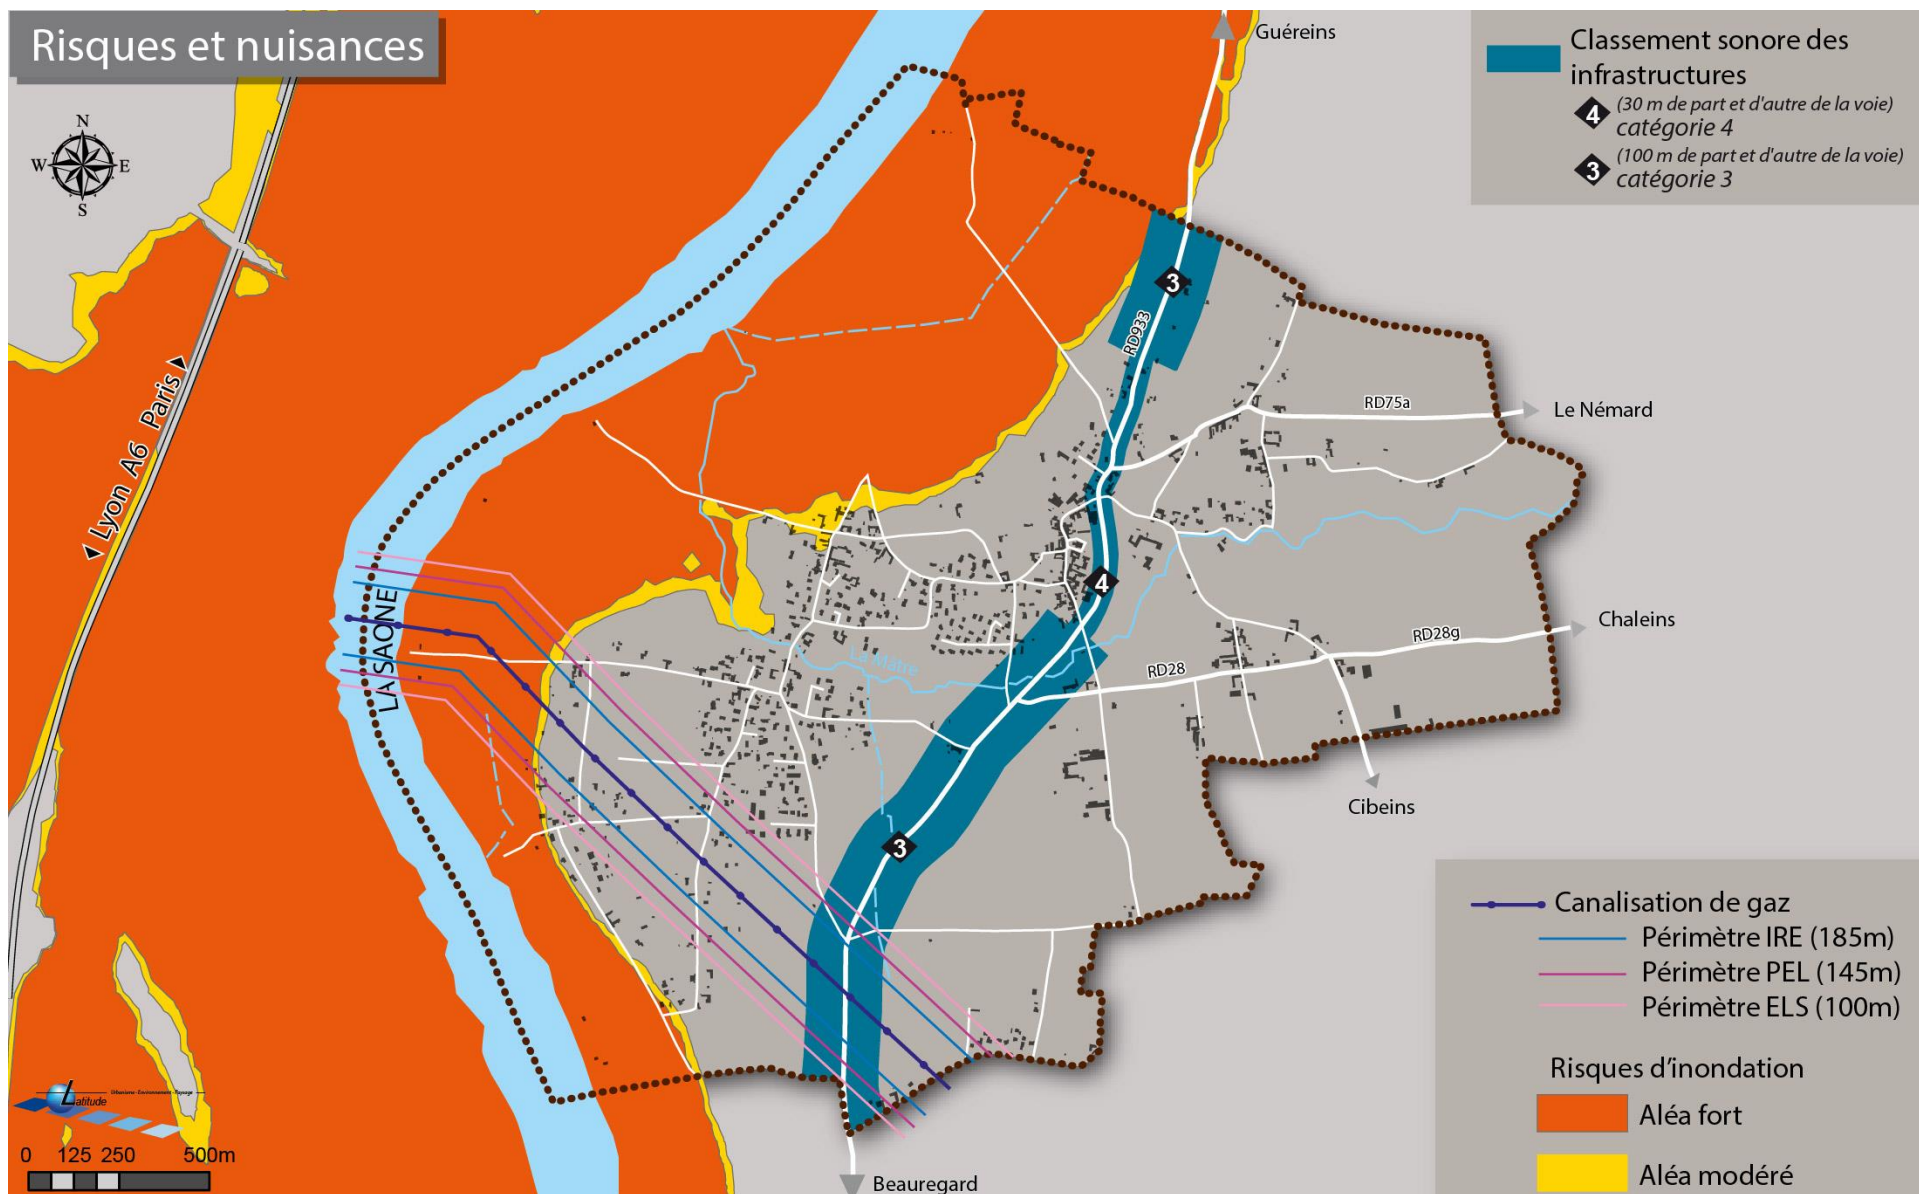 Risques et nuisances
Guéreins
Classement sonore des
infrastructures
4 (30 m de part et d'autre de la voie)
catégorie 4
3 (100 m de part et d'autre de la voie)
catégorie 3
N
W E
S
3
RD933
Lyon A6 Paris
RD75a
Le Némard
4
LA SAONE
Chaleins
RD28g
La Mâtre
RD28
Cibeins
3
Canalisation de gaz
Périmètre IRE (185m)
Périmètre PEL (145m)
Périmètre ELS (100m)
Risques d'inondation
Aléa fort
Aléa modéré
Urbanisme - Environnement - Paysage
Latitude
0 125 250 500m
Beauregard